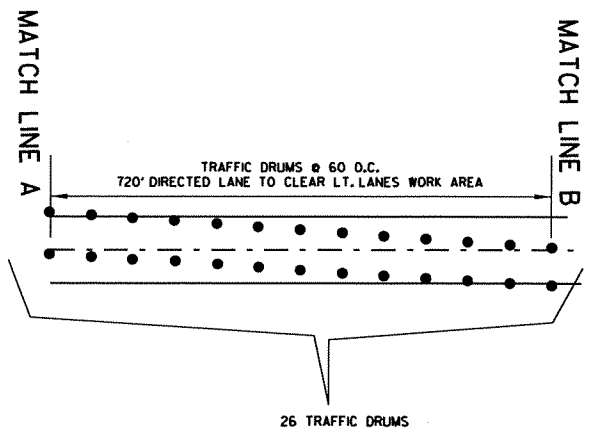 MATCH LINE A
MATCH LINE B
TRAFFIC DRUMS @ 60 O.C.
720' DIRECTED LANE TO CLEAR LT. LANES WORK AREA
26 TRAFFIC DRUMS